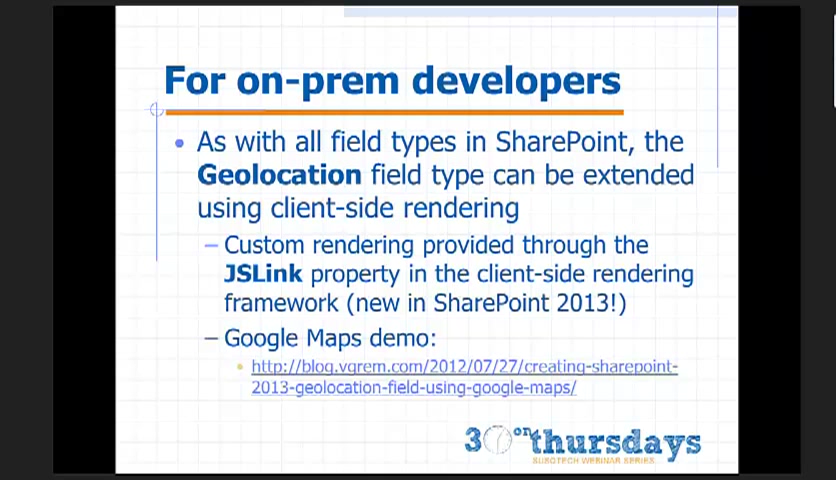 For on-prem developers
• As with all field types in SharePoint, the
Geolocation field type can be extended
using client-side rendering
– Custom rendering provided through the
JSLink property in the client-side rendering
framework (new in SharePoint 2013!)
– Google Maps demo:
• http://blog.vgrem.com/2012/07/27/creating-sharepoint-
2013-geolocation-field-using-google-maps/
30 on thursdays
WEBINAR SERIES